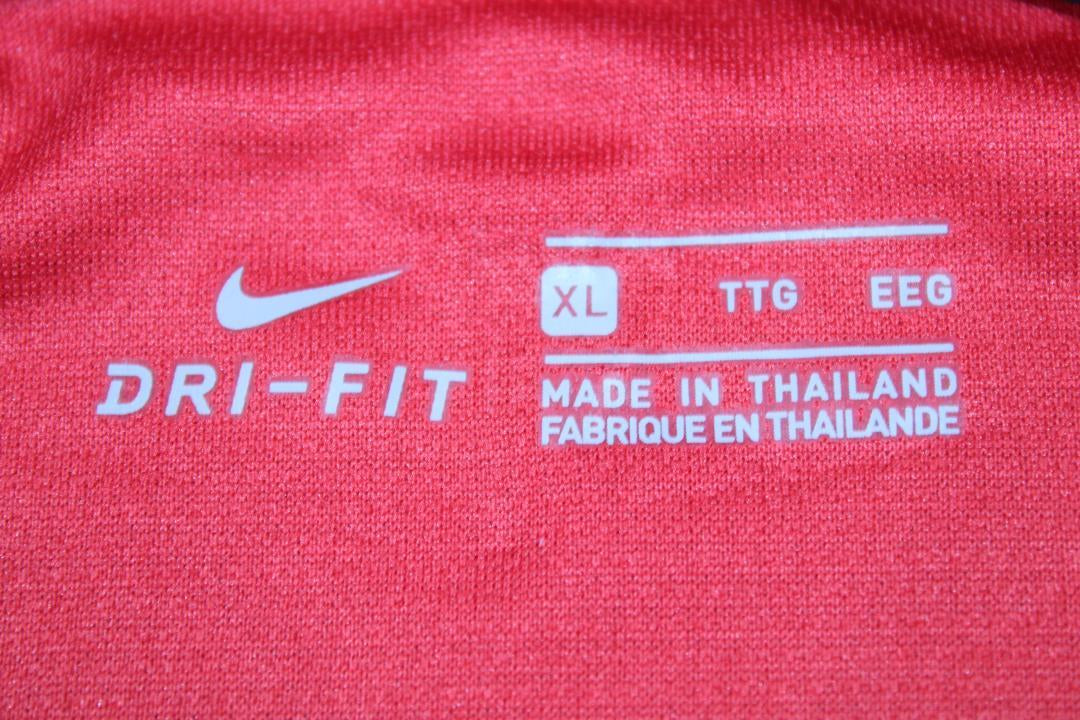 DRI-FIT
XL TTG EEG
MADE IN THAILAND
FABRIQUE EN THAILANDE